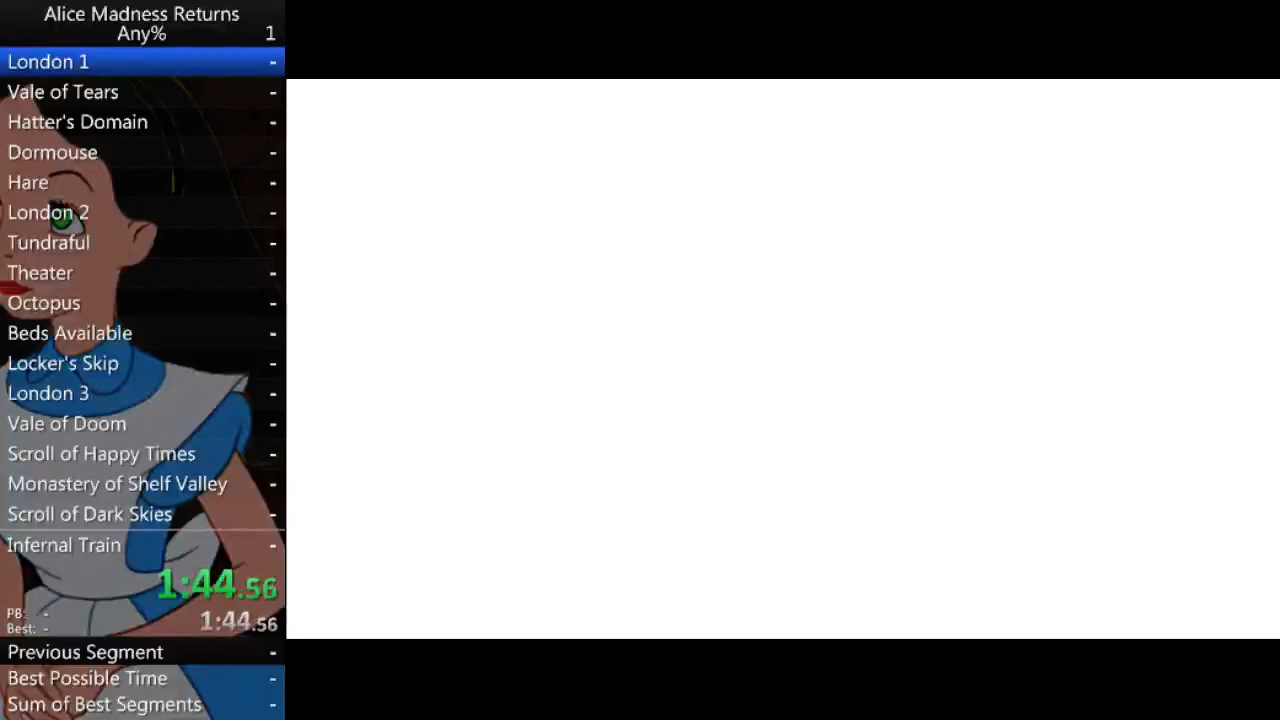 Alice Madness Returns
Any% 1
London 1 -
Vale of Tears -
Hatter's Domain -
Dormouse -
Hare -
London 2 -
Tundraful -
Theater -
Octopus -
Beds Available -
Locker's Skip -
London 3 -
Vale of Doom -
Scroll of Happy Times -
Monastery of Shelf Valley -
Scroll of Dark Skies -
Infernal Train -
1:44.56
PB: -
Best: - 1:44.56
Previous Segment -
Best Possible Time -
Sum of Best Segments -